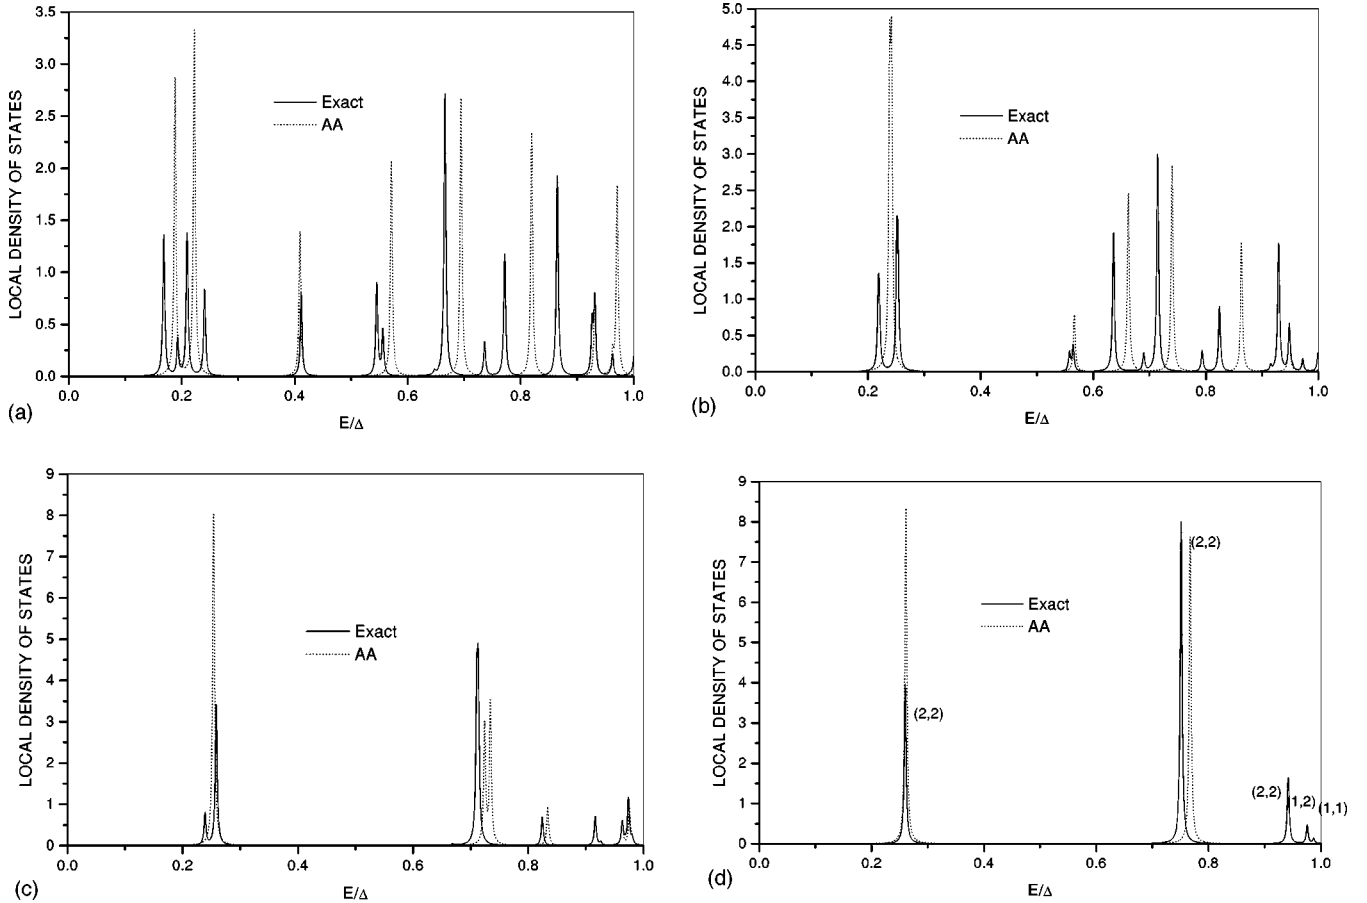 3.5
3.0
2.5
2.0
1.5
1.0
0.5
0.0
LOCAL DENSITY OF STATES
Exact
AA
0.0 0.2 0.4 0.6 0.8 1.0
E/Δ
(a)
5.0
4.5
4.0
3.5
3.0
2.5
2.0
1.5
1.0
0.5
0.0
LOCAL DENSITY OF STATES
Exact
AA
0.0 0.2 0.4 0.6 0.8 1.0
E/Δ
(b)
9
8
7
6
5
4
3
2
1
0
LOCAL DENSITY OF STATES
Exact
AA
0.0 0.2 0.4 0.6 0.8 1.0
E/Δ
(c)
9
8
7
6
5
4
3
2
1
0
LOCAL DENSITY OF STATES
(2,2)
Exact
AA
(2,2)
(2,2) 1,2) (1,1)
0.0 0.2 0.4 0.6 0.8 1.0
E/Δ
(d)